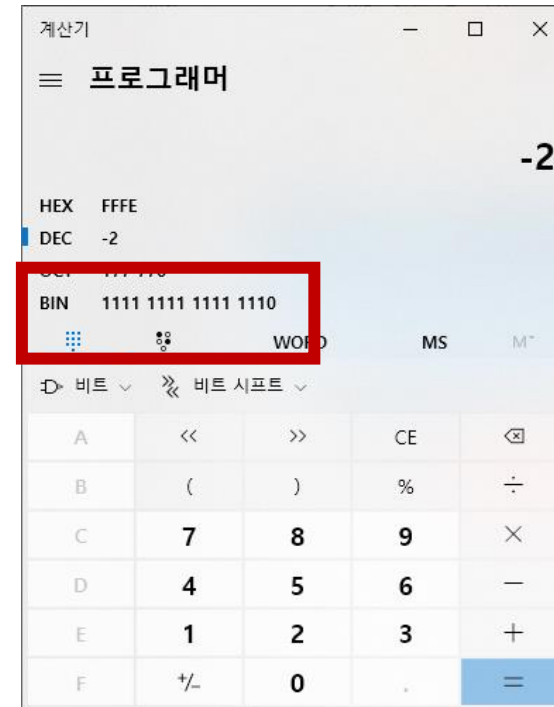 계산기
프로그래머
-2
HEX FFFE
DEC -2
BIN 1111 1111 1111 1110
WORD MS M˅
비트 비트 시프트
A << >> CE
B ( ) % ÷
C 7 8 9 ×
D 4 5 6 −
E 1 2 3 +
F +/− 0 . =